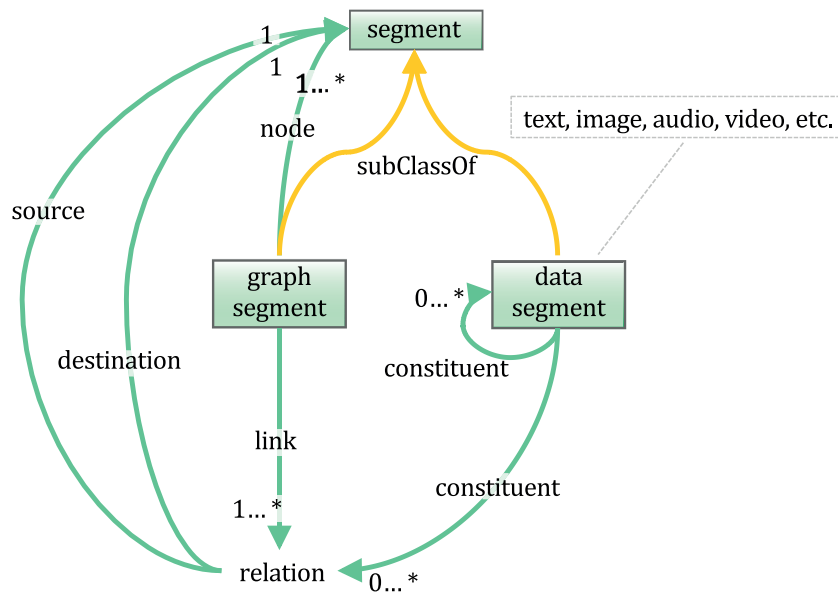 segment
1
1
1...*
node
text, image, audio, video, etc.
subClassOf
source
graph
segment
data
segment
0...*
destination
constituent
link
constituent
1...*
relation
0...*